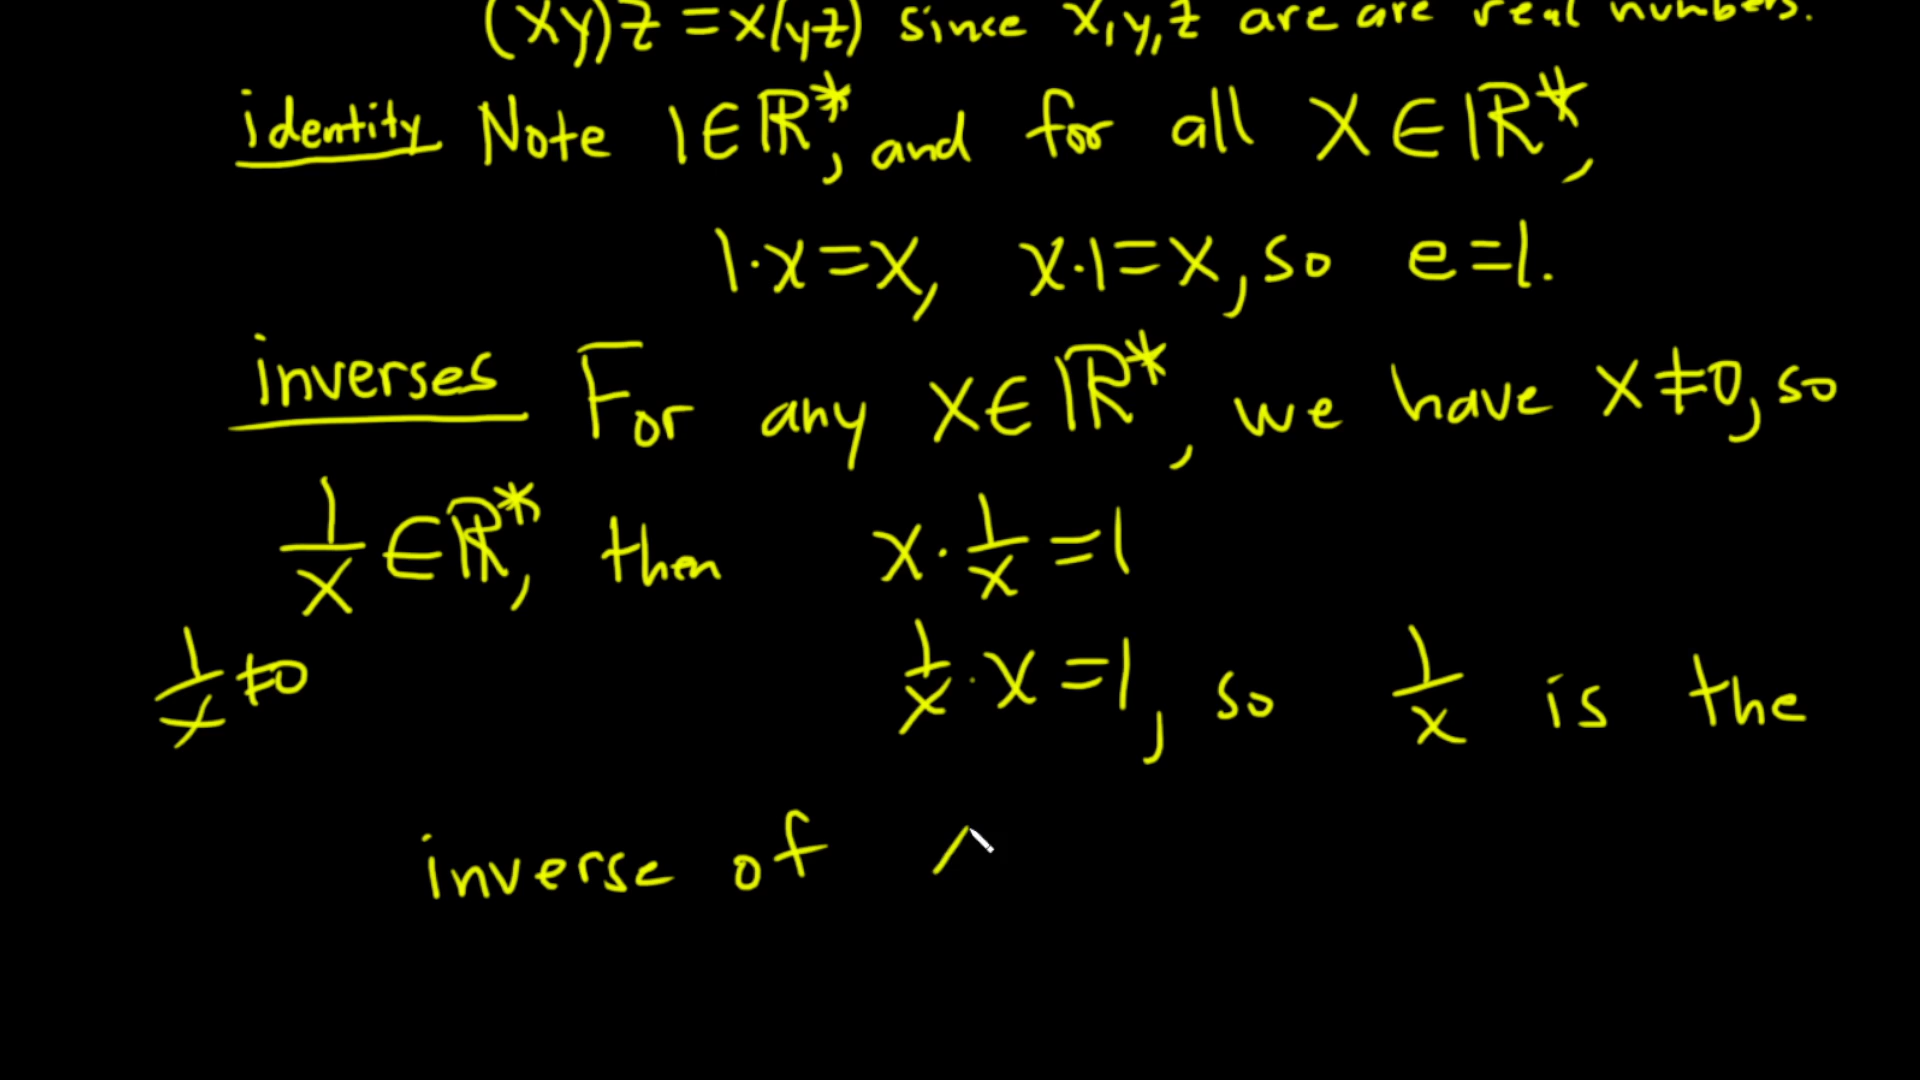 (xy)z = x(yz) since x,y,z are are real numbers.
identity Note 1∈ℝ*, and for all x∈ℝ*,
1·x=x, x·1=x, so e=1.
inverses For any x∈ℝ*, we have x≠0, so
1/x ∈ℝ*, then x·1/x=1
1/x≠0 1/x·x=1, so 1/x is the
inverse of